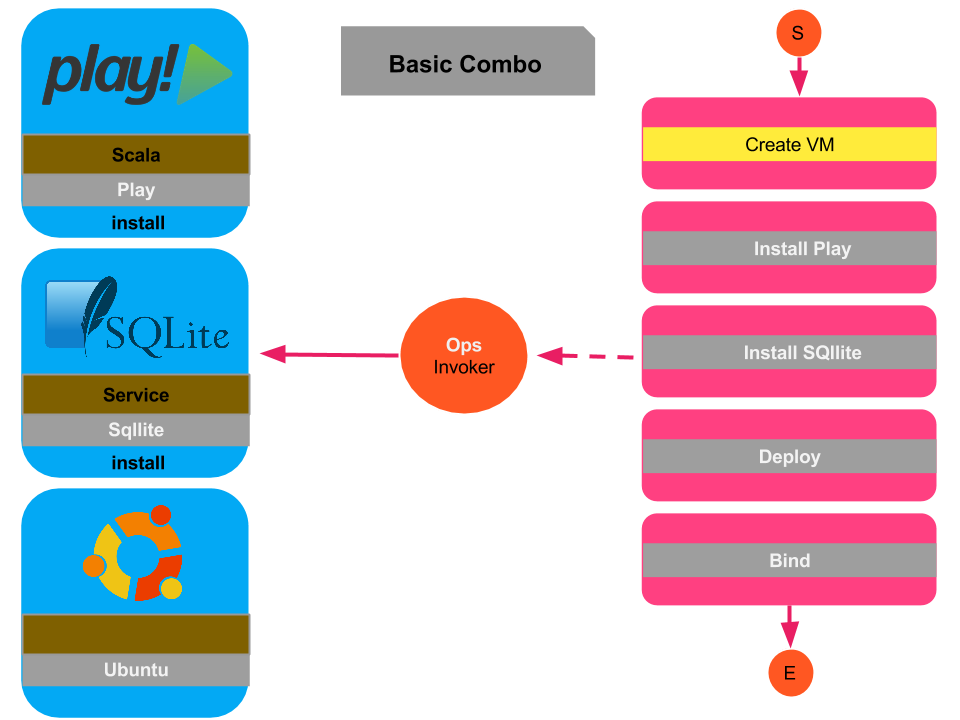 play!
Scala
Play
install
SQLite
Service
Sqllite
install
Ubuntu
Basic Combo
Ops
Invoker
S
Create VM
Install Play
Install SQllite
Deploy
Bind
E